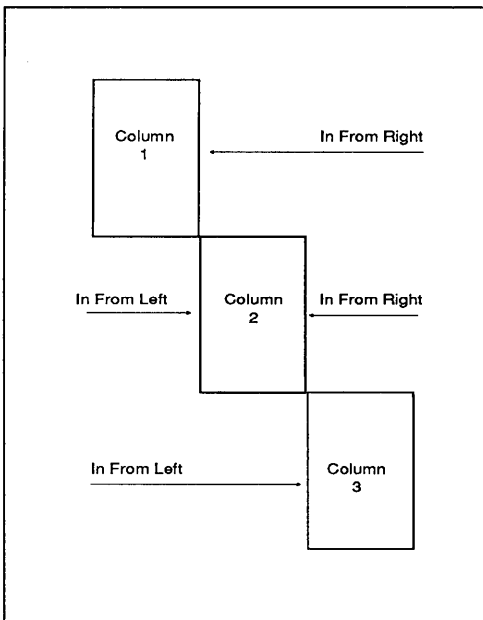 Column
1
In From Right
In From Left
Column
2
In From Right
In From Left
Column
3